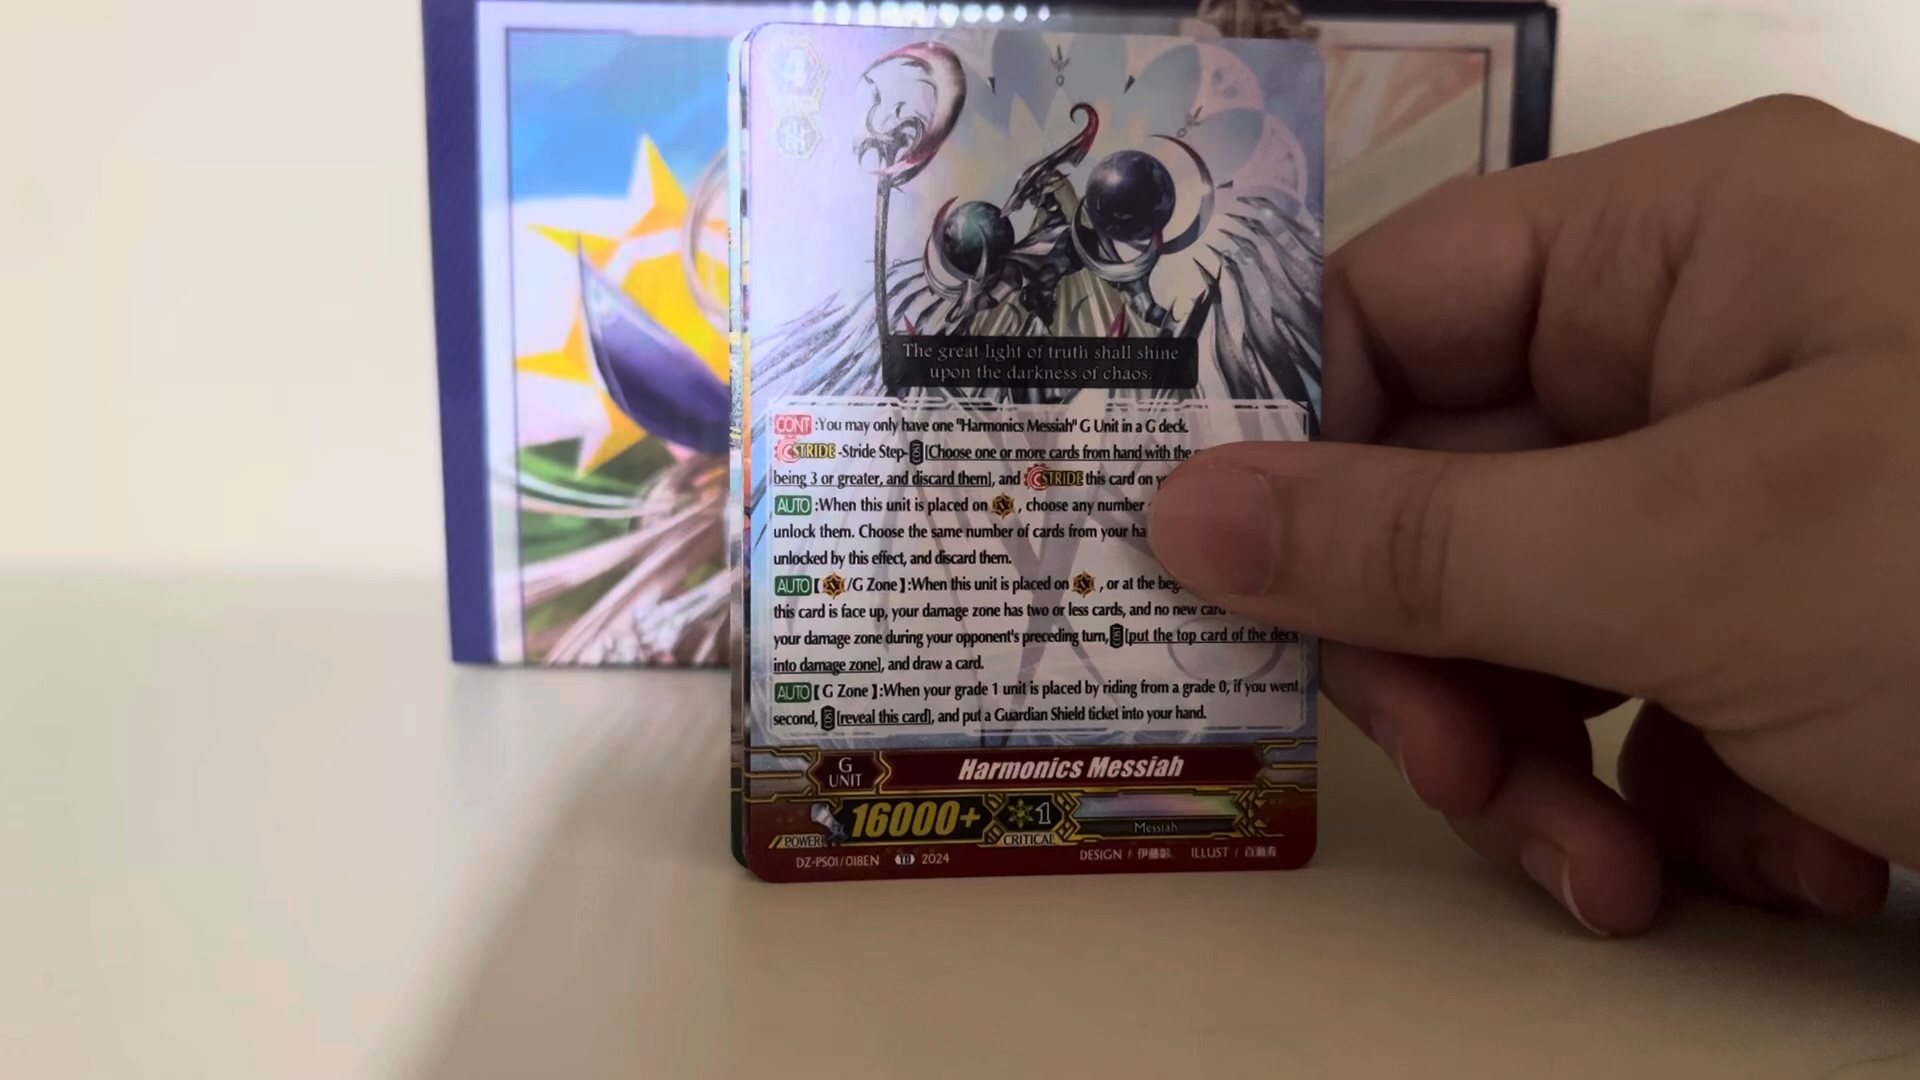 4
The great light of truth shall shine
upon the darkness of chaos.
CONT :You may only have one "Harmonics Messiah" G Unit in a G deck.
STRIDE -Stride Step- [Choose one or more cards from hand with the
being 3 or greater, and discard them], and STRIDE this card on
AUTO :When this unit is placed on , choose any number
unlock them. Choose the same number of cards from your
unlocked by this effect, and discard them.
AUTO 【 /G Zone】:When this unit is placed on , or at the
this card is face up, your damage zone has two or less cards, and no new
your damage zone during your opponent's preceding turn, [put the top card of the deck
into damage zone], and draw a card.
AUTO 【G Zone】:When your grade 1 unit is placed by riding from a grade 0, if you went
second, [reveal this card], and put a Guardian Shield ticket into your hand.
G
UNIT
Harmonics Messiah
POWER 16000+ 1 CRITICAL
Messiah
DZ-PS01/018EN TD 2024 DESIGN / 伊藤彰 ILLUST / 百瀬寿